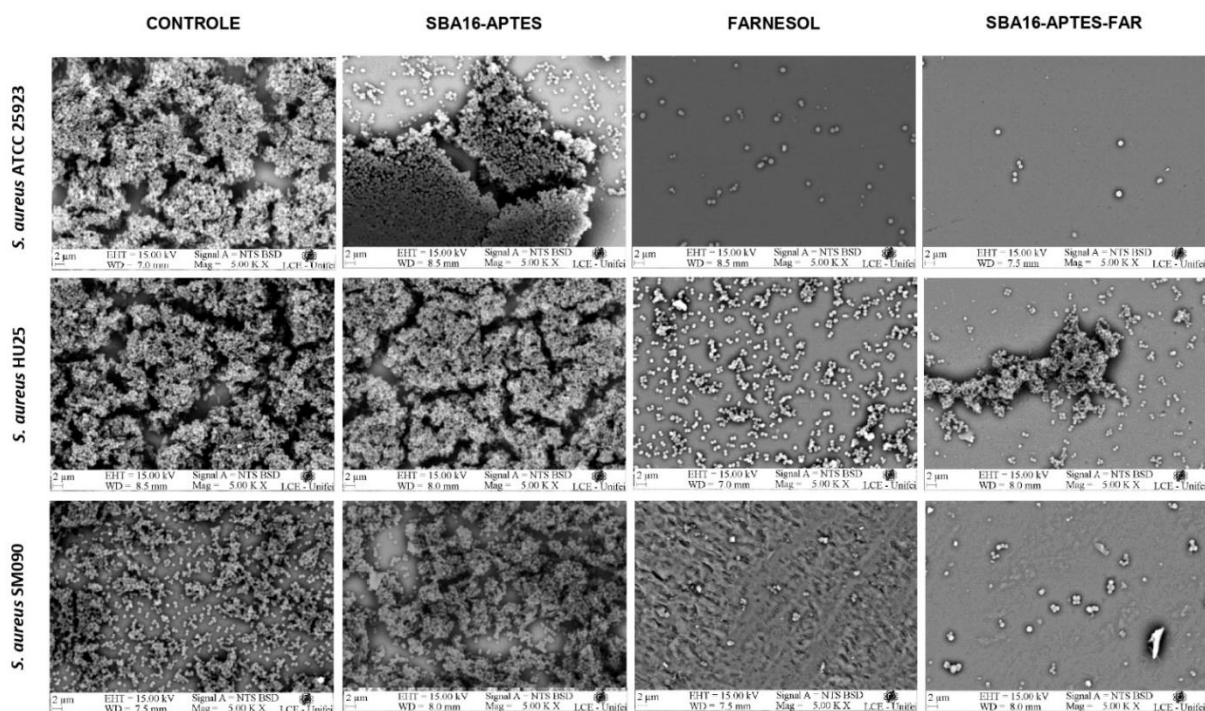 CONTROLE SBA16-APTES FARNESOL SBA16-APTES-FAR
S. aureus ATCC 25923
2 µm EHT = 15.00 kV Signal A = NTS BSD
WD = 7.0 mm Mag = 5.00 K X LCE - Unifei
2 µm EHT = 15.00 kV Signal A = NTS BSD
WD = 8.5 mm Mag = 5.00 K X LCE - Unifei
2 µm EHT = 15.00 kV Signal A = NTS BSD
WD = 8.5 mm Mag = 5.00 K X LCE - Unifei
2 µm EHT = 15.00 kV Signal A = NTS BSD
WD = 7.5 mm Mag = 5.00 K X LCE - Unifei
S. aureus HU25
2 µm EHT = 15.00 kV Signal A = NTS BSD
WD = 8.5 mm Mag = 5.00 K X LCE - Unifei
2 µm EHT = 15.00 kV Signal A = NTS BSD
WD = 8.0 mm Mag = 5.00 K X LCE - Unifei
2 µm EHT = 15.00 kV Signal A = NTS BSD
WD = 7.0 mm Mag = 5.00 K X LCE - Unifei
2 µm EHT = 15.00 kV Signal A = NTS BSD
WD = 8.0 mm Mag = 5.00 K X LCE - Unifei
S. aureus SM090
2 µm EHT = 15.00 kV Signal A = NTS BSD
WD = 7.5 mm Mag = 5.00 K X LCE - Unifei
2 µm EHT = 15.00 kV Signal A = NTS BSD
WD = 8.0 mm Mag = 5.00 K X LCE - Unifei
2 µm EHT = 15.00 kV Signal A = NTS BSD
WD = 7.5 mm Mag = 5.00 K X LCE - Unifei
2 µm EHT = 15.00 kV Signal A = NTS BSD
WD = 8.0 mm Mag = 5.00 K X LCE - Unifei